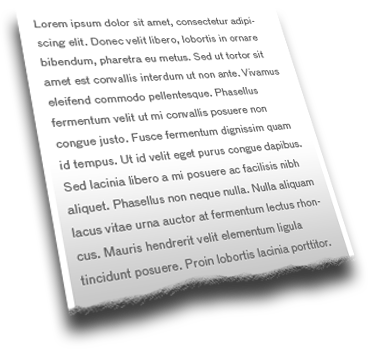 Lorem ipsum dolor sit amet, consectetur adipi-
scing elit. Donec velit libero, lobortis in ornare
bibendum, pharetra eu metus. Sed ut tortor sit
amet est convallis interdum ut non ante. Vivamus
eleifend commodo pellentesque. Phasellus
fermentum velit ut mi convallis posuere non
congue justo. Fusce fermentum dignissim quam
id tempus. Ut id velit eget purus congue dapibus.
Sed lacinia libero a mi posuere ac facilisis nibh
aliquet. Phasellus non neque nulla. Nulla aliquam
lacus vitae urna auctor at fermentum lectus rhon-
cus. Mauris hendrerit velit elementum ligula
tincidunt posuere. Proin lobortis lacinia porttitor.